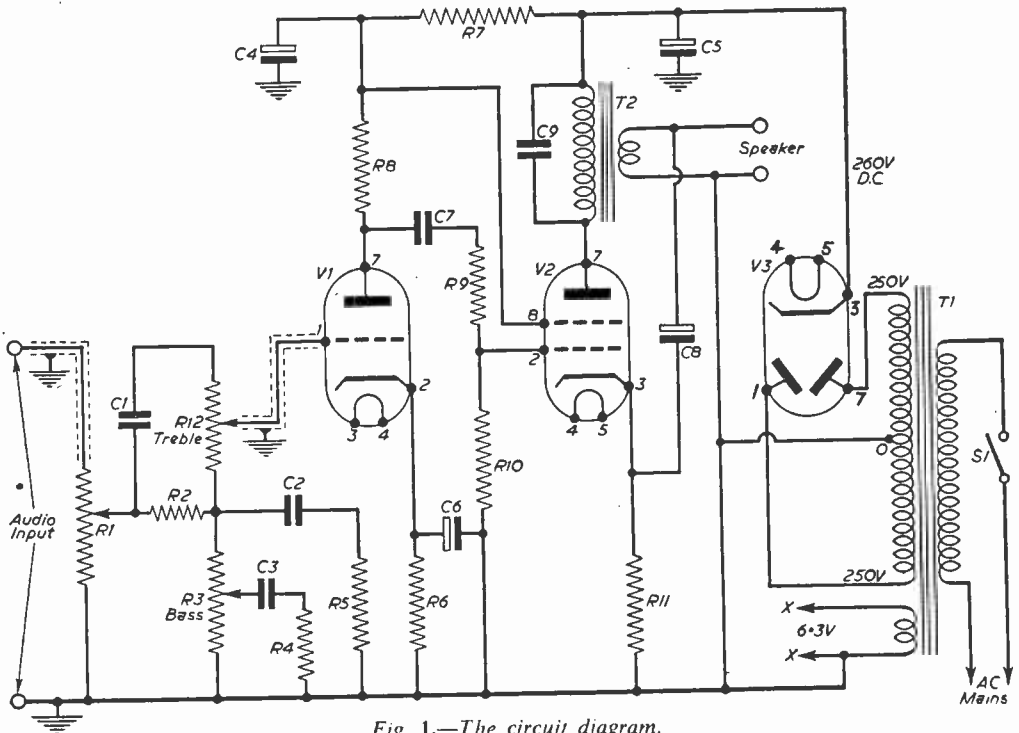 R7
C4
C5
T2
C9
R8
Speaker
260V
D.C
C7
4
5
V3
7
V1
R9
V2
7
250V
T1
3
8
1
C8
2
C1
R12
Treble
2
3
1
7
3
4
4
5
0
S1
R10
Audio
Input
R1
R2
C2
C6
C3
R3
Bass
R5
R6
R11
250V
R4
X
6·3V
X
AC
Mains
Fig. 1.—The circuit diagram.